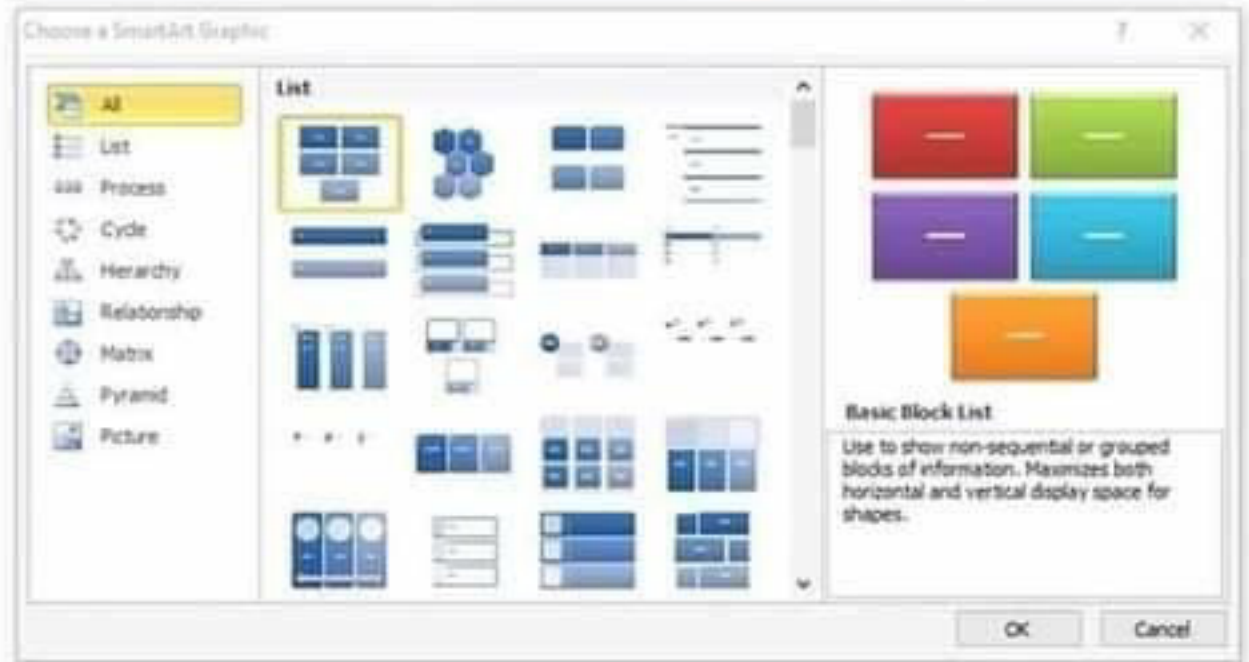 Choose a SmartArt Graphic
?
All
List
Process
Cycle
Hierarchy
Relationship
Matrix
Pyramid
Picture
List
Basic Block List
Use to show non-sequential or grouped
blocks of information. Maximizes both
horizontal and vertical display space for
shapes.
OK
Cancel